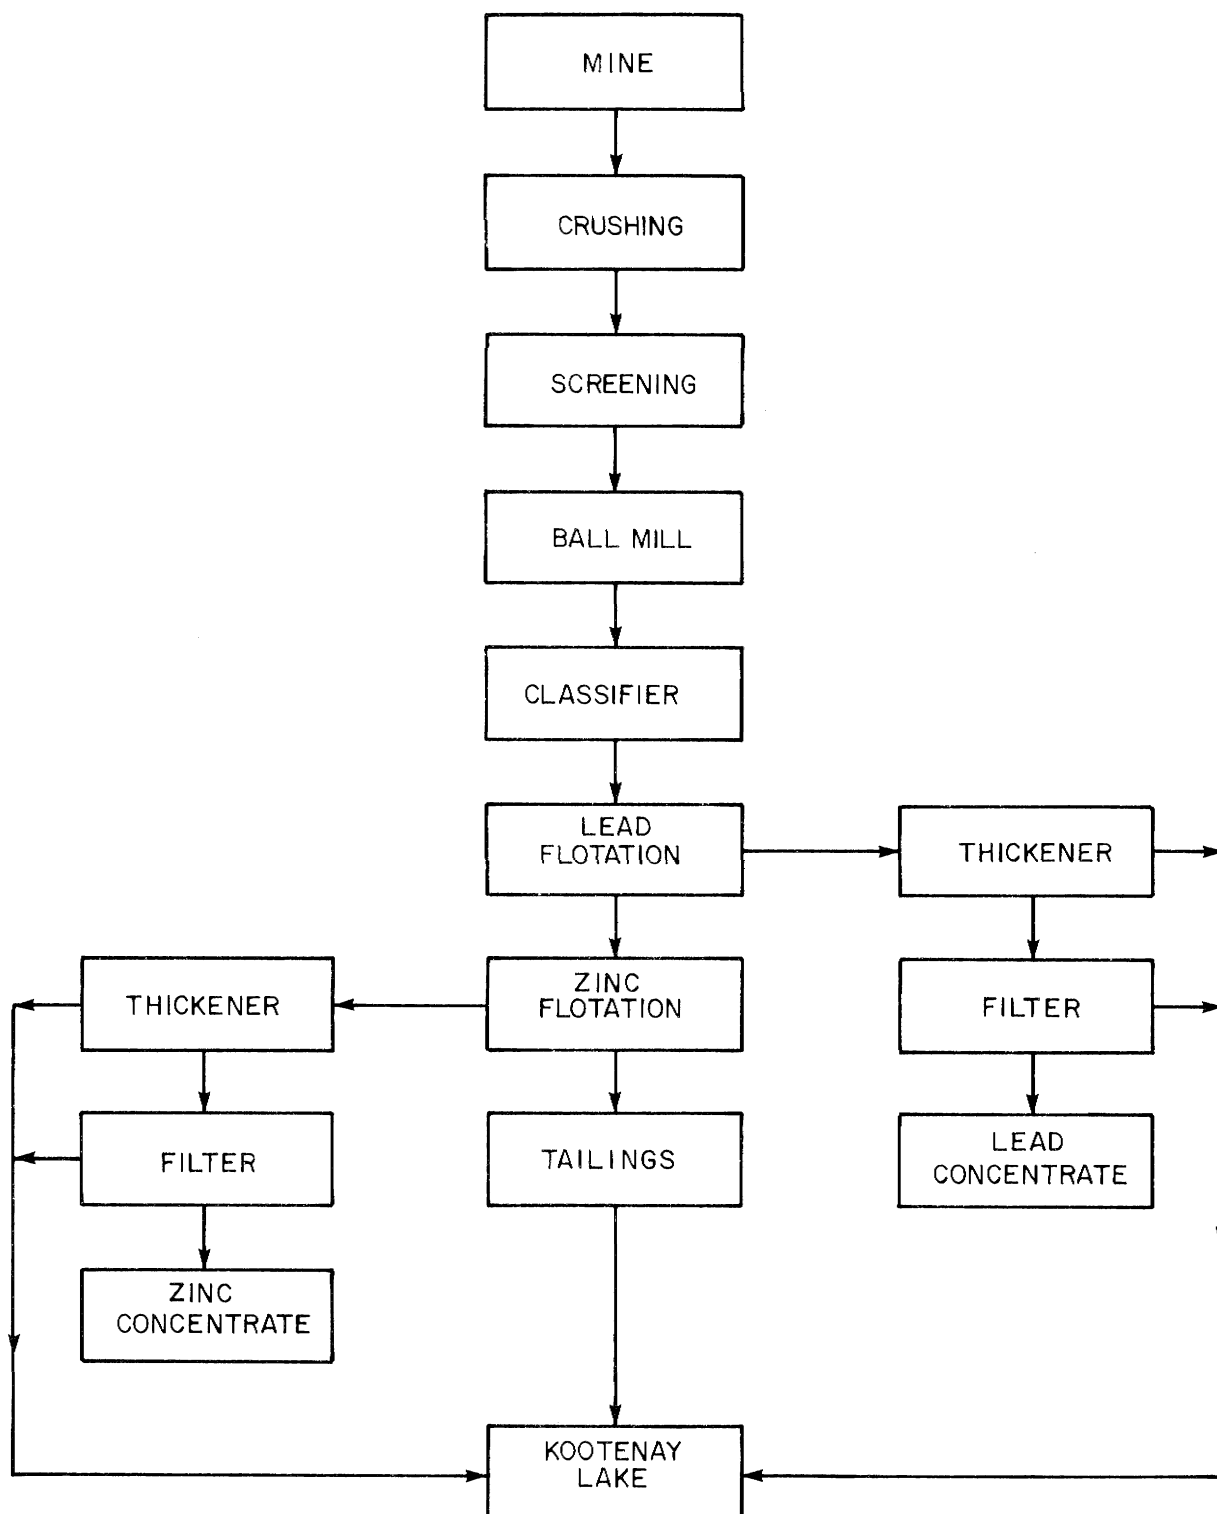 MINE
CRUSHING
SCREENING
BALL MILL
CLASSIFIER
LEAD
FLOTATION
THICKENER
ZINC
FLOTATION
THICKENER
FILTER
FILTER
TAILINGS
LEAD
CONCENTRATE
ZINC
CONCENTRATE
KOOTENAY
LAKE